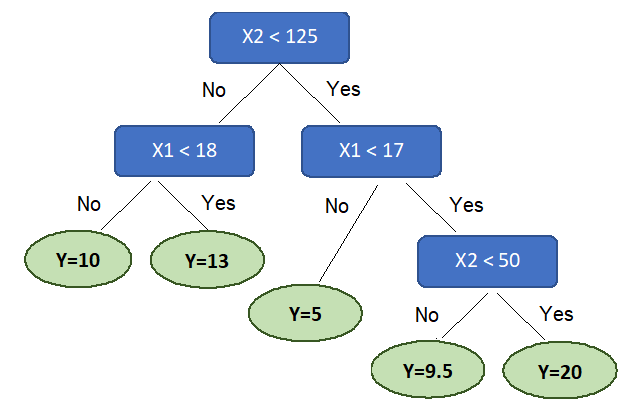 X2 < 125
No
Yes
X1 < 18
X1 < 17
No
Yes
No
Yes
Y=10
Y=13
X2 < 50
Y=5
No
Yes
Y=9.5
Y=20